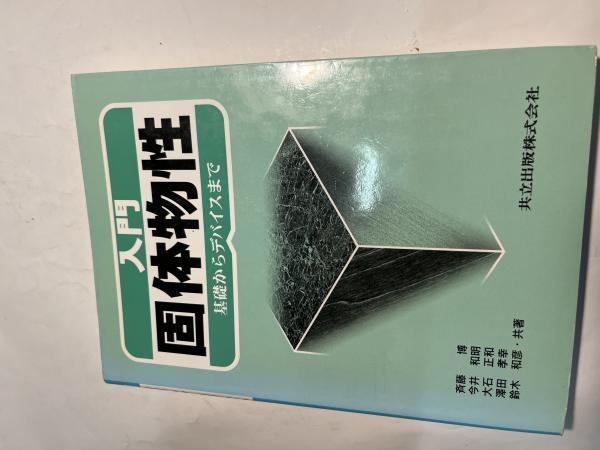 入門
固体物性
基礎からデバイスまで
斉藤 博
今井 和明
大石 正和
澤田 孝幸
鈴木 和彦・共著
共立出版株式会社